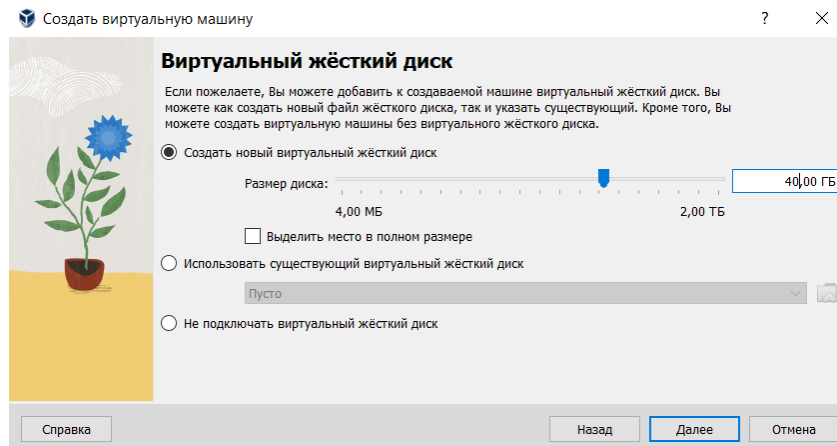 Создать виртуальную машину
Виртуальный жёсткий диск
Если пожелаете, Вы можете добавить к создаваемой машине виртуальный жёсткий диск. Вы
можете как создать новый файл жёсткого диска, так и указать существующий. Кроме того, Вы
можете создать виртуальную машины без виртуального жёсткого диска.
Создать новый виртуальный жёсткий диск
Размер диска:
40,00 ГБ
4,00 МБ
2,00 ТБ
Выделить место в полном размере
Использовать существующий виртуальный жёсткий диск
Пусто
Не подключать виртуальный жёсткий диск
Справка
Назад
Далее
Отмена